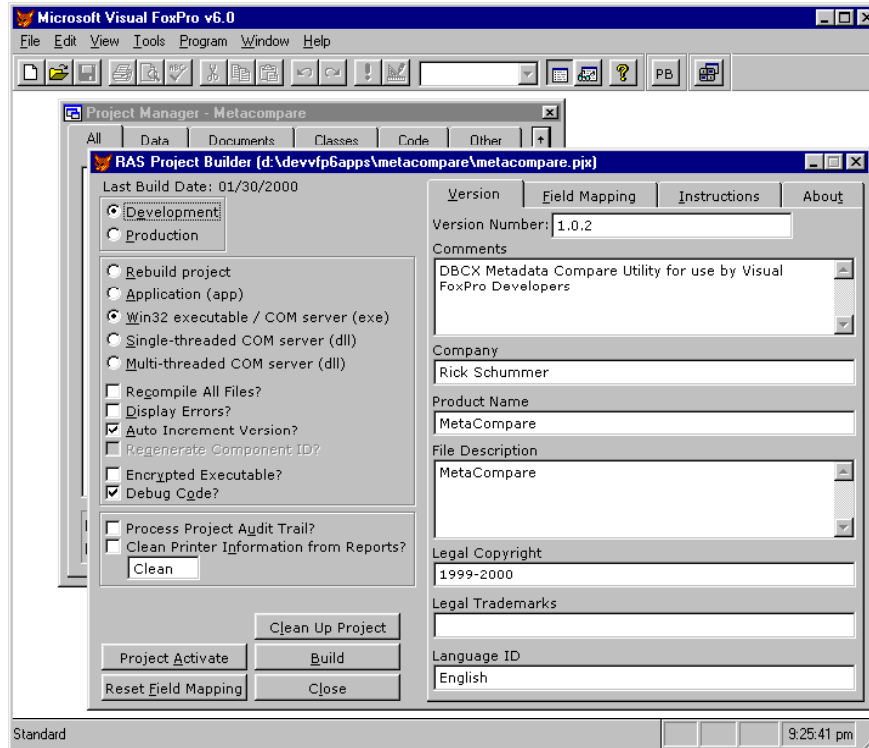 Microsoft Visual FoxPro v6.0
File Edit View Tools Program Window Help
PB
Project Manager - Metacompare
All Data Documents Classes Code Other
RAS Project Builder (d:\devvfp6apps\metacompare\metacompare.pjx)
Last Build Date: 01/30/2000
Development
Production
Rebuild project
Application (app)
Win32 executable / COM server (exe)
Single-threaded COM server (dll)
Multi-threaded COM server (dll)
Recompile All Files?
Display Errors?
Auto Increment Version?
Regenerate Component ID?
Encrypted Executable?
Debug Code?
Process Project Audit Trail?
Clean Printer Information from Reports?
Clean
Clean Up Project
Project Activate Build
Reset Field Mapping Close
Version Field Mapping Instructions About
Version Number: 1.0.2
Comments
DBCX Metadata Compare Utility for use by Visual
FoxPro Developers
Company
Rick Schummer
Product Name
MetaCompare
File Description
MetaCompare
Legal Copyright
1999-2000
Legal Trademarks
Language ID
English
Standard 9:25:41 pm